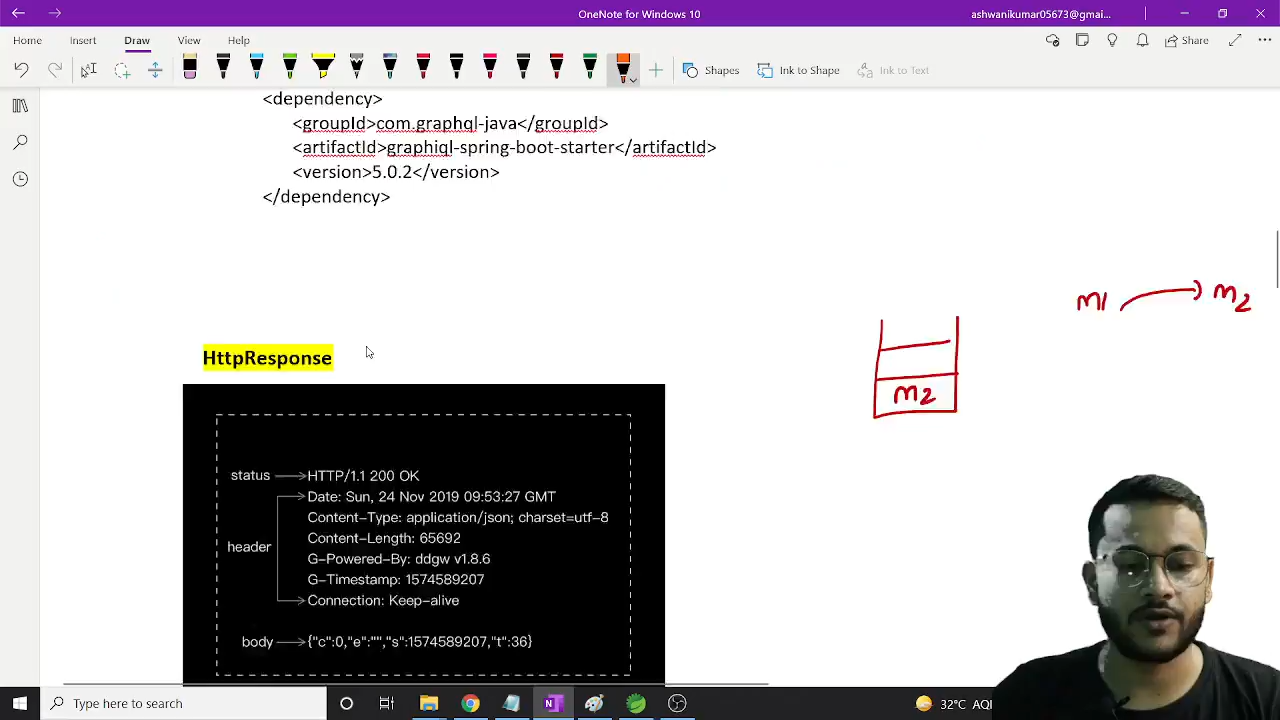 OneNote for Windows 10
ashwanikumar05673@gmai...
Home Insert Draw View Help
Share
Shapes
Ink to Shape
Ink to Text
<dependency>
<groupId>com.graphql-java</groupId>
<artifactId>graphiql-spring-boot-starter</artifactId>
<version>5.0.2</version>
</dependency>
m1 m2
HttpResponse
m2
status HTTP/1.1 200 OK
Date: Sun, 24 Nov 2019 09:53:27 GMT
Content-Type: application/json; charset=utf-8
Content-Length: 65692
header
G-Powered-By: ddgw v1.8.6
G-Timestamp: 1574589207
Connection: Keep-alive
body {"c":0,"e":"","s":1574589207,"t":36}
Type here to search
32°C AQI